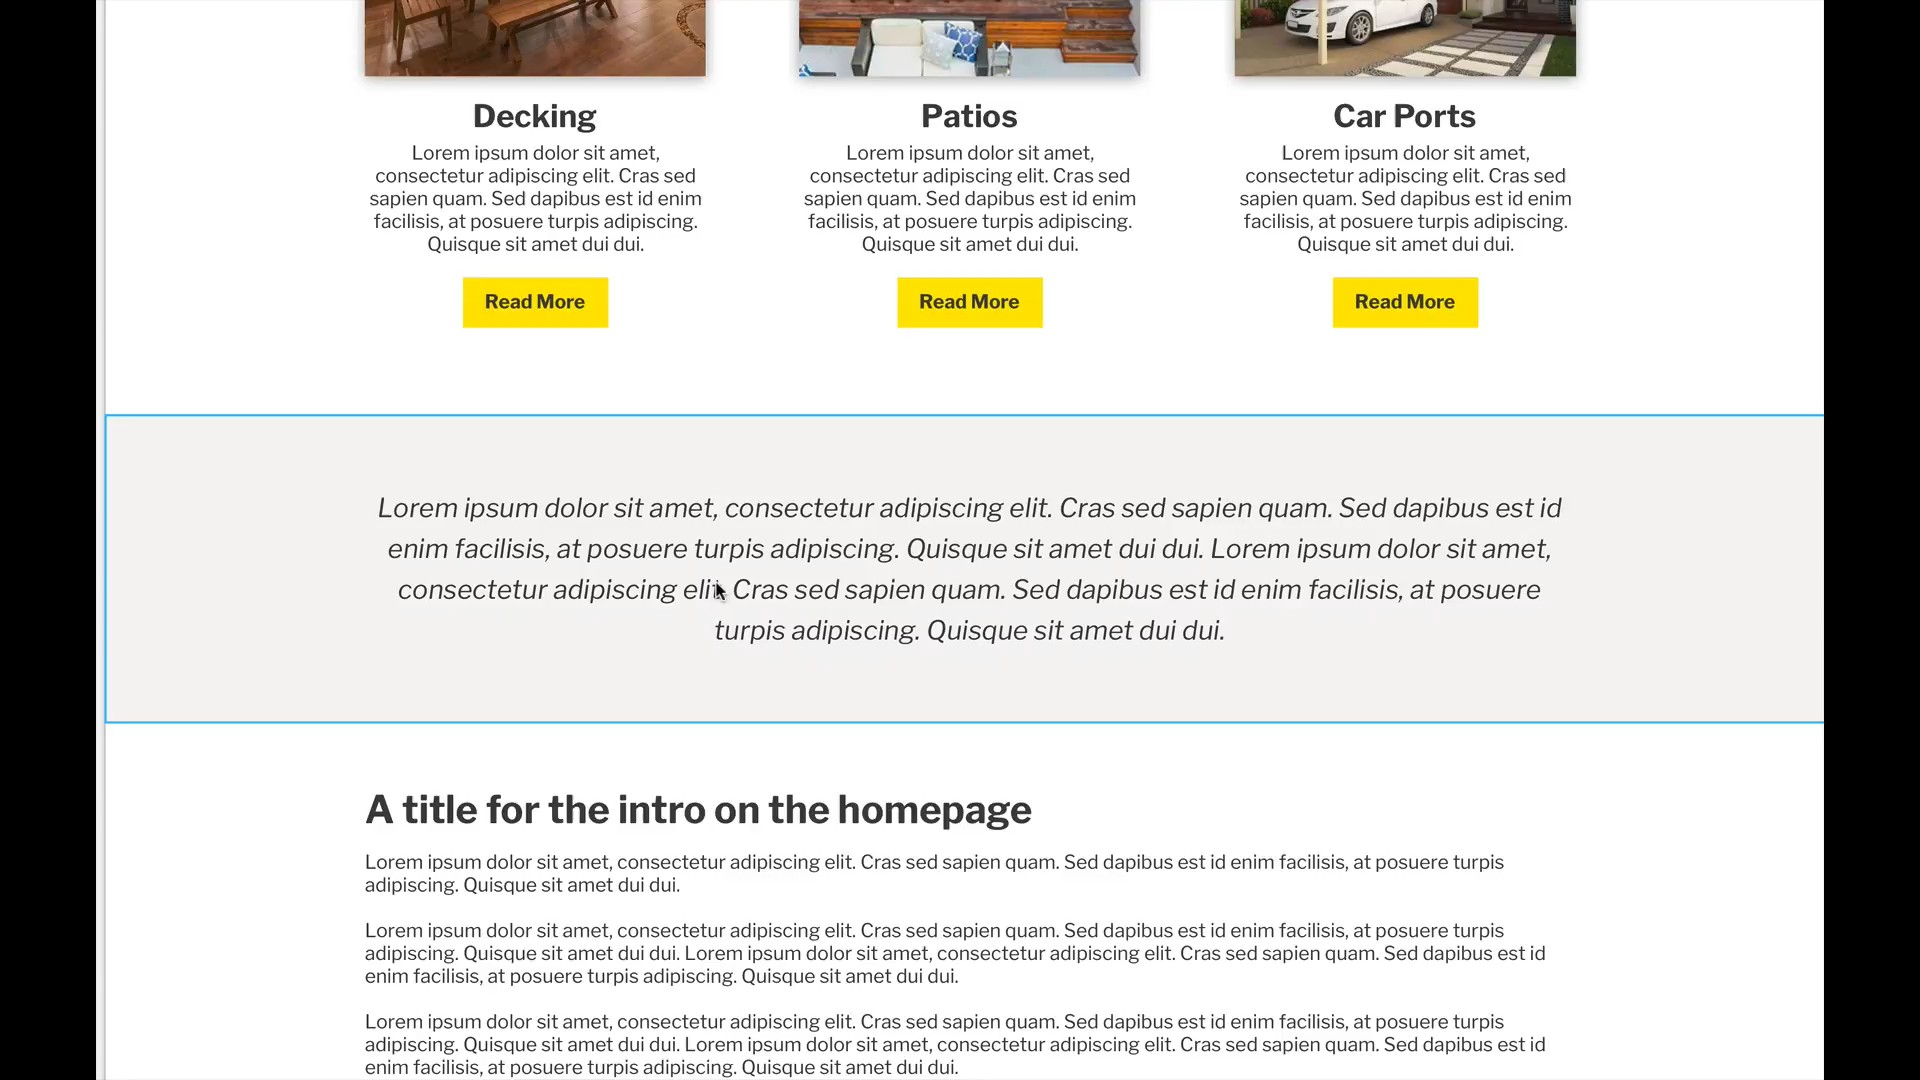 Decking
Lorem ipsum dolor sit amet,
consectetur adipiscing elit. Cras sed
sapien quam. Sed dapibus est id enim
facilisis, at posuere turpis adipiscing.
Quisque sit amet dui dui.
Read More
Patios
Lorem ipsum dolor sit amet,
consectetur adipiscing elit. Cras sed
sapien quam. Sed dapibus est id enim
facilisis, at posuere turpis adipiscing.
Quisque sit amet dui dui.
Read More
Car Ports
Lorem ipsum dolor sit amet,
consectetur adipiscing elit. Cras sed
sapien quam. Sed dapibus est id enim
facilisis, at posuere turpis adipiscing.
Quisque sit amet dui dui.
Read More
Lorem ipsum dolor sit amet, consectetur adipiscing elit. Cras sed sapien quam. Sed dapibus est id
enim facilisis, at posuere turpis adipiscing. Quisque sit amet dui dui. Lorem ipsum dolor sit amet,
consectetur adipiscing elit. Cras sed sapien quam. Sed dapibus est id enim facilisis, at posuere
turpis adipiscing. Quisque sit amet dui dui.
A title for the intro on the homepage
Lorem ipsum dolor sit amet, consectetur adipiscing elit. Cras sed sapien quam. Sed dapibus est id enim facilisis, at posuere turpis
adipiscing. Quisque sit amet dui dui.
Lorem ipsum dolor sit amet, consectetur adipiscing elit. Cras sed sapien quam. Sed dapibus est id enim facilisis, at posuere turpis
adipiscing. Quisque sit amet dui dui. Lorem ipsum dolor sit amet, consectetur adipiscing elit. Cras sed sapien quam. Sed dapibus est id
enim facilisis, at posuere turpis adipiscing. Quisque sit amet dui dui.
Lorem ipsum dolor sit amet, consectetur adipiscing elit. Cras sed sapien quam. Sed dapibus est id enim facilisis, at posuere turpis
adipiscing. Quisque sit amet dui dui. Lorem ipsum dolor sit amet, consectetur adipiscing elit. Cras sed sapien quam. Sed dapibus est id
enim facilisis, at posuere turpis adipiscing. Quisque sit amet dui dui.